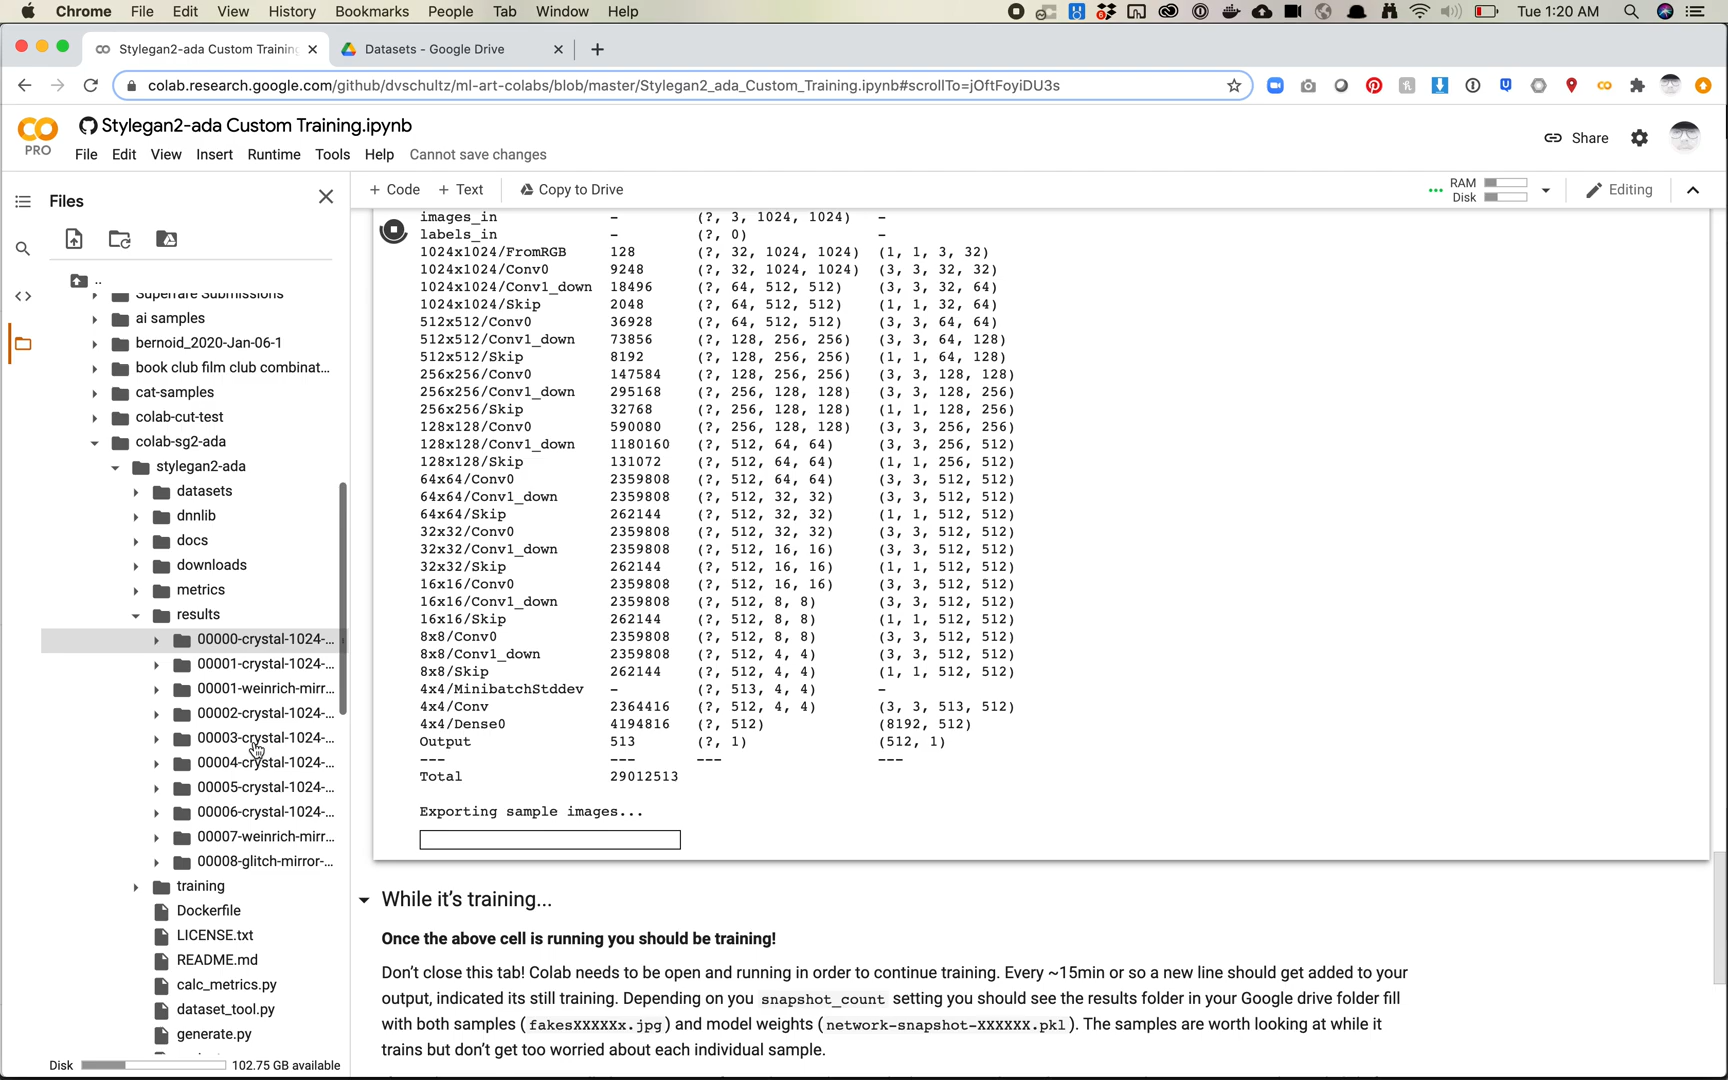 Chrome File Edit View History Bookmarks People Tab Window Help Tue 1:20 AM
Stylegan2-ada Custom Training Datasets - Google Drive
colab.research.google.com/github/dvschultz/ml-art-colabs/blob/master/Stylegan2_ada_Custom_Training.ipynb#scrollTo=jOftFoyiDU3s
Stylegan2-ada Custom Training.ipynb
PRO
File Edit View Insert Runtime Tools Help Cannot save changes
Share
Files
+ Code + Text Copy to Drive
RAM
Disk
Editing
..
Superrare Submissions
ai samples
bernoid_2020-Jan-06-1
book club film club combinat...
cat-samples
colab-cut-test
colab-sg2-ada
stylegan2-ada
datasets
dnnlib
docs
downloads
metrics
results
00000-crystal-1024-...
00001-crystal-1024-...
00001-weinrich-mirr...
00002-crystal-1024-...
00003-crystal-1024-...
00004-crystal-1024-...
00005-crystal-1024-...
00006-crystal-1024-...
00007-weinrich-mirr...
00008-glitch-mirror-...
training
Dockerfile
LICENSE.txt
README.md
calc_metrics.py
dataset_tool.py
generate.py
Disk 102.75 GB available
images_in - (?, 3, 1024, 1024) -
labels_in - (?, 0) -
1024x1024/FromRGB 128 (?, 32, 1024, 1024) (1, 1, 3, 32)
1024x1024/Conv0 9248 (?, 32, 1024, 1024) (3, 3, 32, 32)
1024x1024/Conv1_down 18496 (?, 64, 512, 512) (3, 3, 32, 64)
1024x1024/Skip 2048 (?, 64, 512, 512) (1, 1, 32, 64)
512x512/Conv0 36928 (?, 64, 512, 512) (3, 3, 64, 64)
512x512/Conv1_down 73856 (?, 128, 256, 256) (3, 3, 64, 128)
512x512/Skip 8192 (?, 128, 256, 256) (1, 1, 64, 128)
256x256/Conv0 147584 (?, 128, 256, 256) (3, 3, 128, 128)
256x256/Conv1_down 295168 (?, 256, 128, 128) (3, 3, 128, 256)
256x256/Skip 32768 (?, 256, 128, 128) (1, 1, 128, 256)
128x128/Conv0 590080 (?, 256, 128, 128) (3, 3, 256, 256)
128x128/Conv1_down 1180160 (?, 512, 64, 64) (3, 3, 256, 512)
128x128/Skip 131072 (?, 512, 64, 64) (1, 1, 256, 512)
64x64/Conv0 2359808 (?, 512, 64, 64) (3, 3, 512, 512)
64x64/Conv1_down 2359808 (?, 512, 32, 32) (3, 3, 512, 512)
64x64/Skip 262144 (?, 512, 32, 32) (1, 1, 512, 512)
32x32/Conv0 2359808 (?, 512, 32, 32) (3, 3, 512, 512)
32x32/Conv1_down 2359808 (?, 512, 16, 16) (3, 3, 512, 512)
32x32/Skip 262144 (?, 512, 16, 16) (1, 1, 512, 512)
16x16/Conv0 2359808 (?, 512, 16, 16) (3, 3, 512, 512)
16x16/Conv1_down 2359808 (?, 512, 8, 8) (3, 3, 512, 512)
16x16/Skip 262144 (?, 512, 8, 8) (1, 1, 512, 512)
8x8/Conv0 2359808 (?, 512, 8, 8) (3, 3, 512, 512)
8x8/Conv1_down 2359808 (?, 512, 4, 4) (3, 3, 512, 512)
8x8/Skip 262144 (?, 512, 4, 4) (1, 1, 512, 512)
4x4/MinibatchStddev - (?, 513, 4, 4) -
4x4/Conv 2364416 (?, 512, 4, 4) (3, 3, 513, 512)
4x4/Dense0 4194816 (?, 512) (8192, 512)
Output 513 (?, 1) (512, 1)
--- --- --- ---
Total 29012513
Exporting sample images...
While it's training...
Once the above cell is running you should be training!
Don't close this tab! Colab needs to be open and running in order to continue training. Every ~15min or so a new line should get added to your
output, indicated its still training. Depending on you snapshot_count setting you should see the results folder in your Google drive folder fill
with both samples (fakesXXXXXx.jpg) and model weights (network-snapshot-XXXXXX.pkl). The samples are worth looking at while it
trains but don't get too worried about each individual sample.